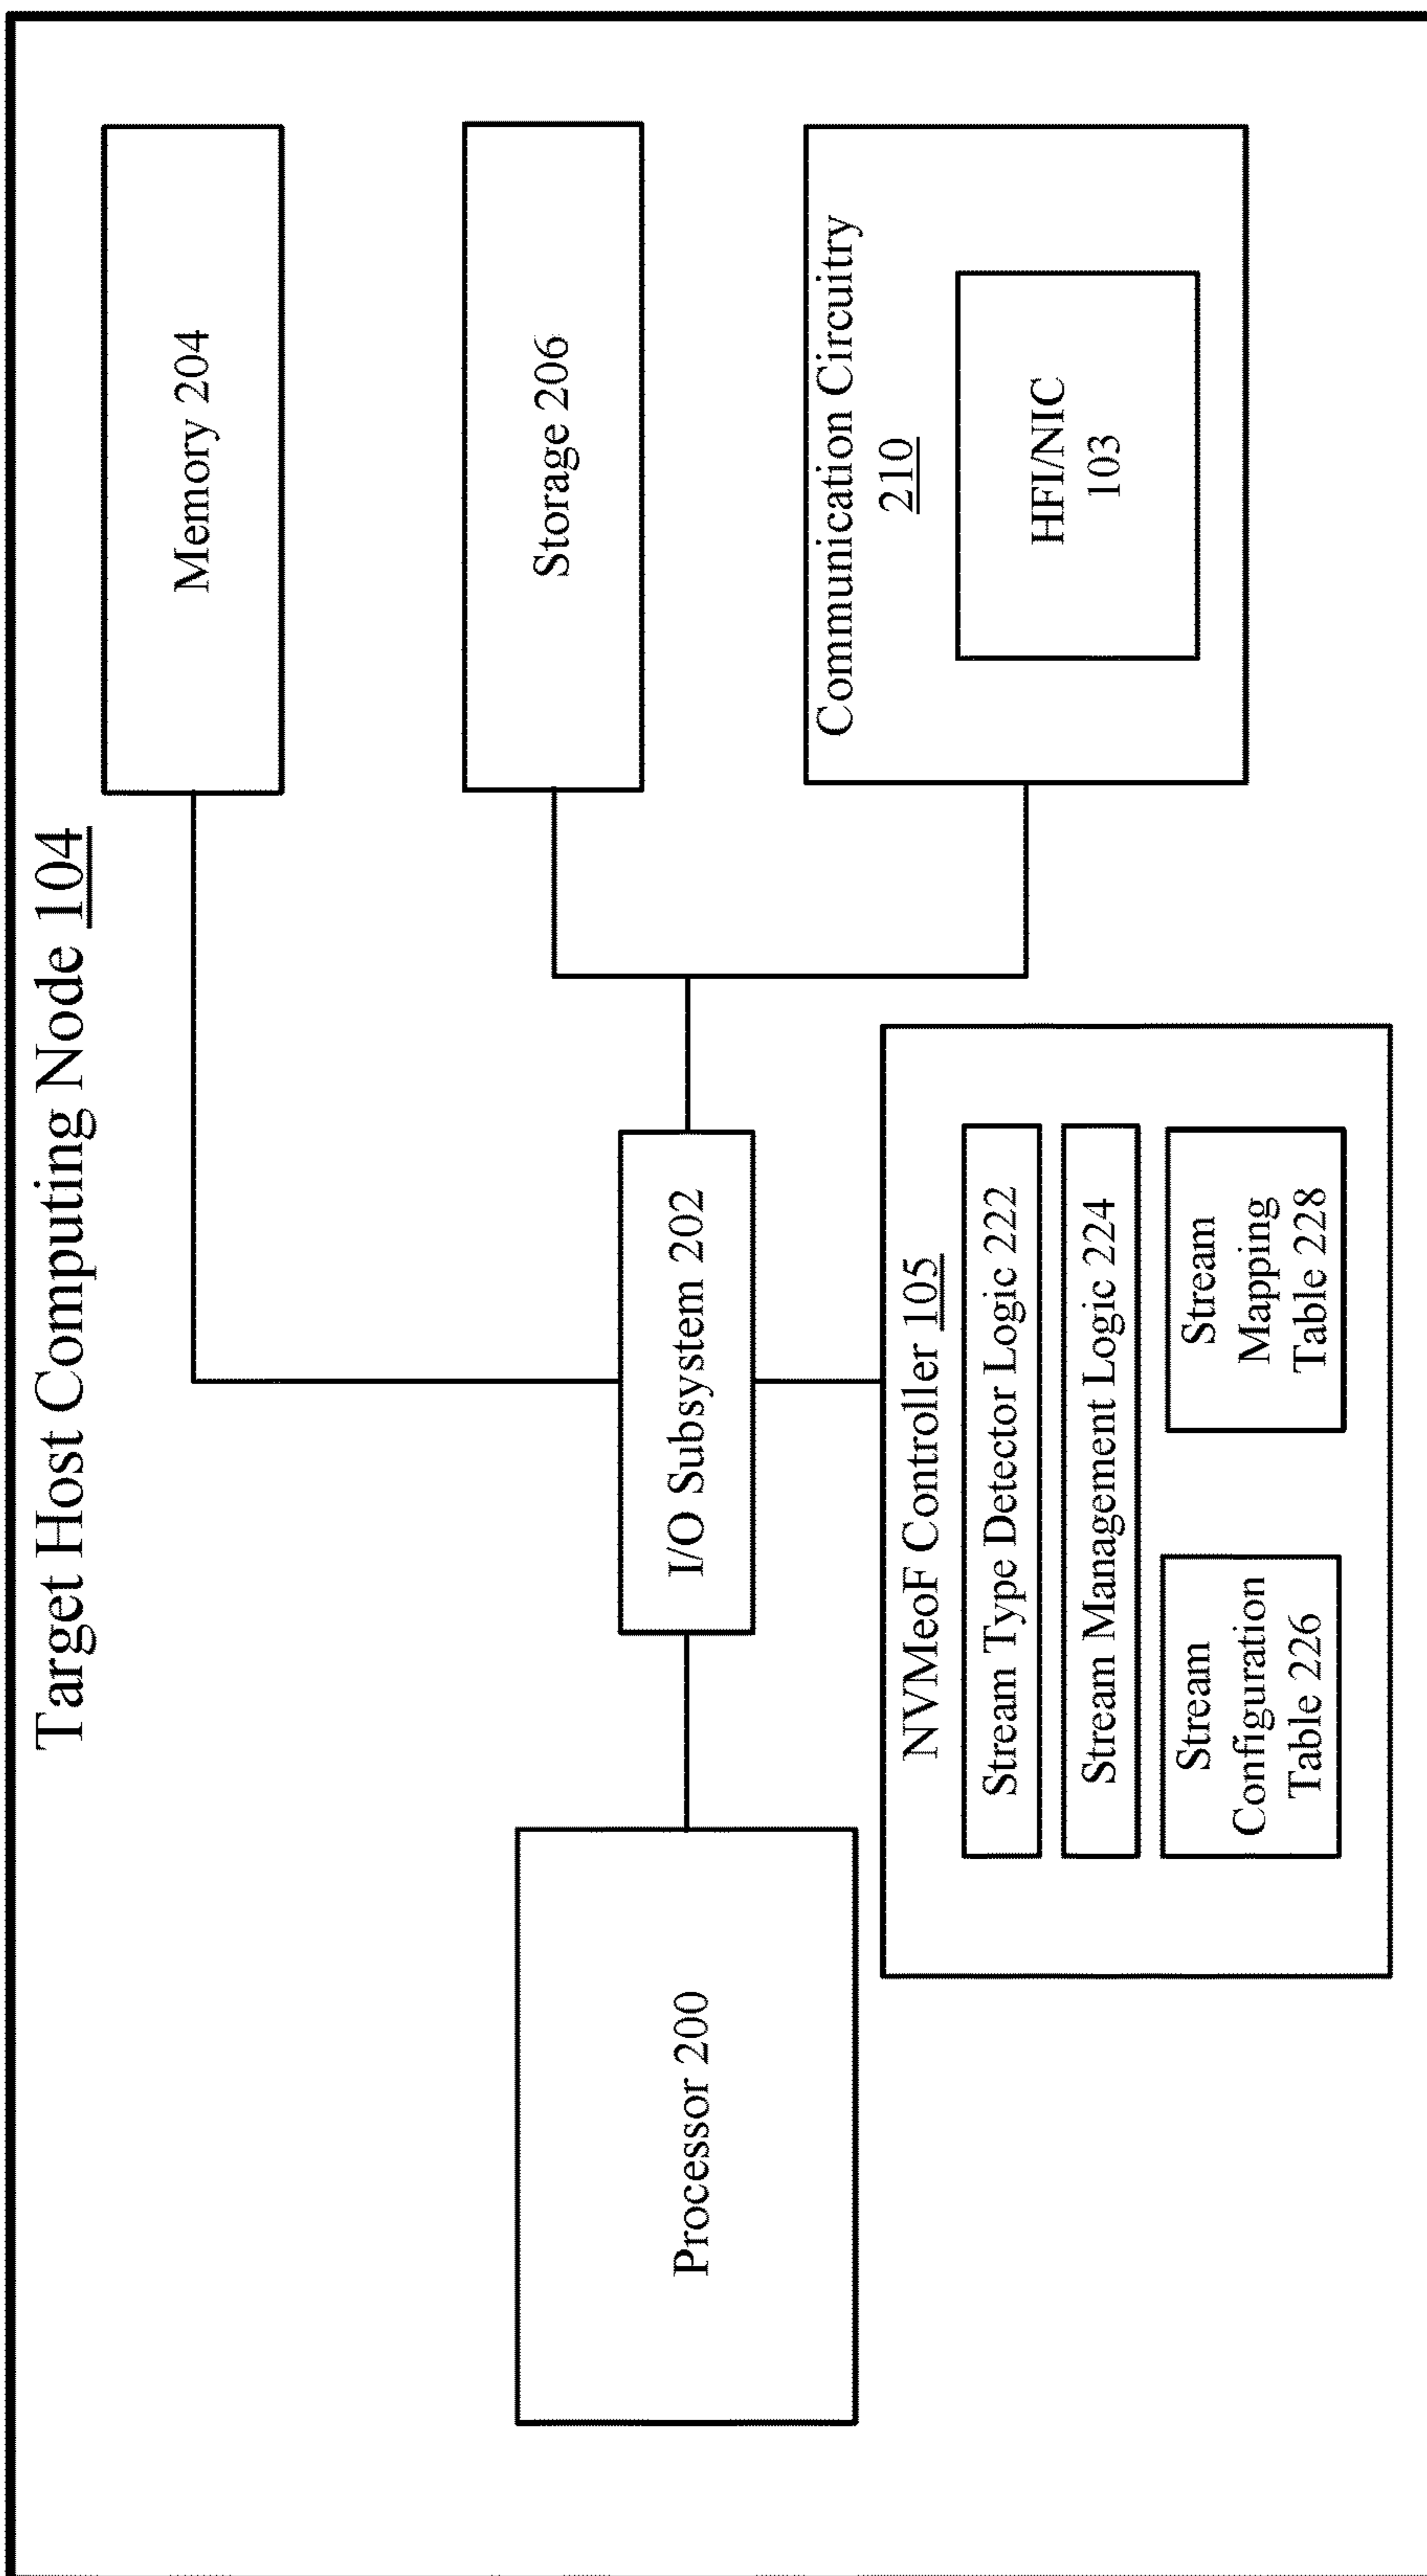 Target Host Computing Node 104
Memory 204
Storage 206
Communication Circuitry
210
HFI/NIC
103
I/O Subsystem 202
Processor 200
NVMeoF Controller 105
Stream Type Detector Logic 222
Stream Management Logic 224
Stream
Configuration
Table 226
Stream
Mapping
Table 228